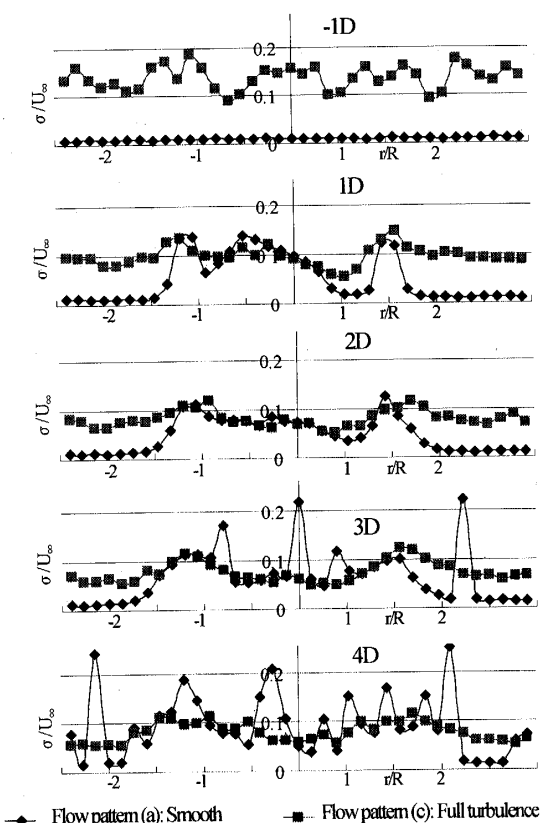 -1D
0.2
0.1
0
σ/U∞
-2 -1 1 r/R 2
1D
0.2
0.1
0
σ/U∞
-2 -1 1 r/R 2
2D
0.2
0.1
0
σ/U∞
-2 -1 1 r/R 2
3D
0.2
0.1
0
σ/U∞
-2 -1 1 r/R 2
4D
0.2
0.1
0
σ/U∞
-2 -1 1 r/R 2
Flow pattern (a): Smooth Flow pattern (c): Full turbulence